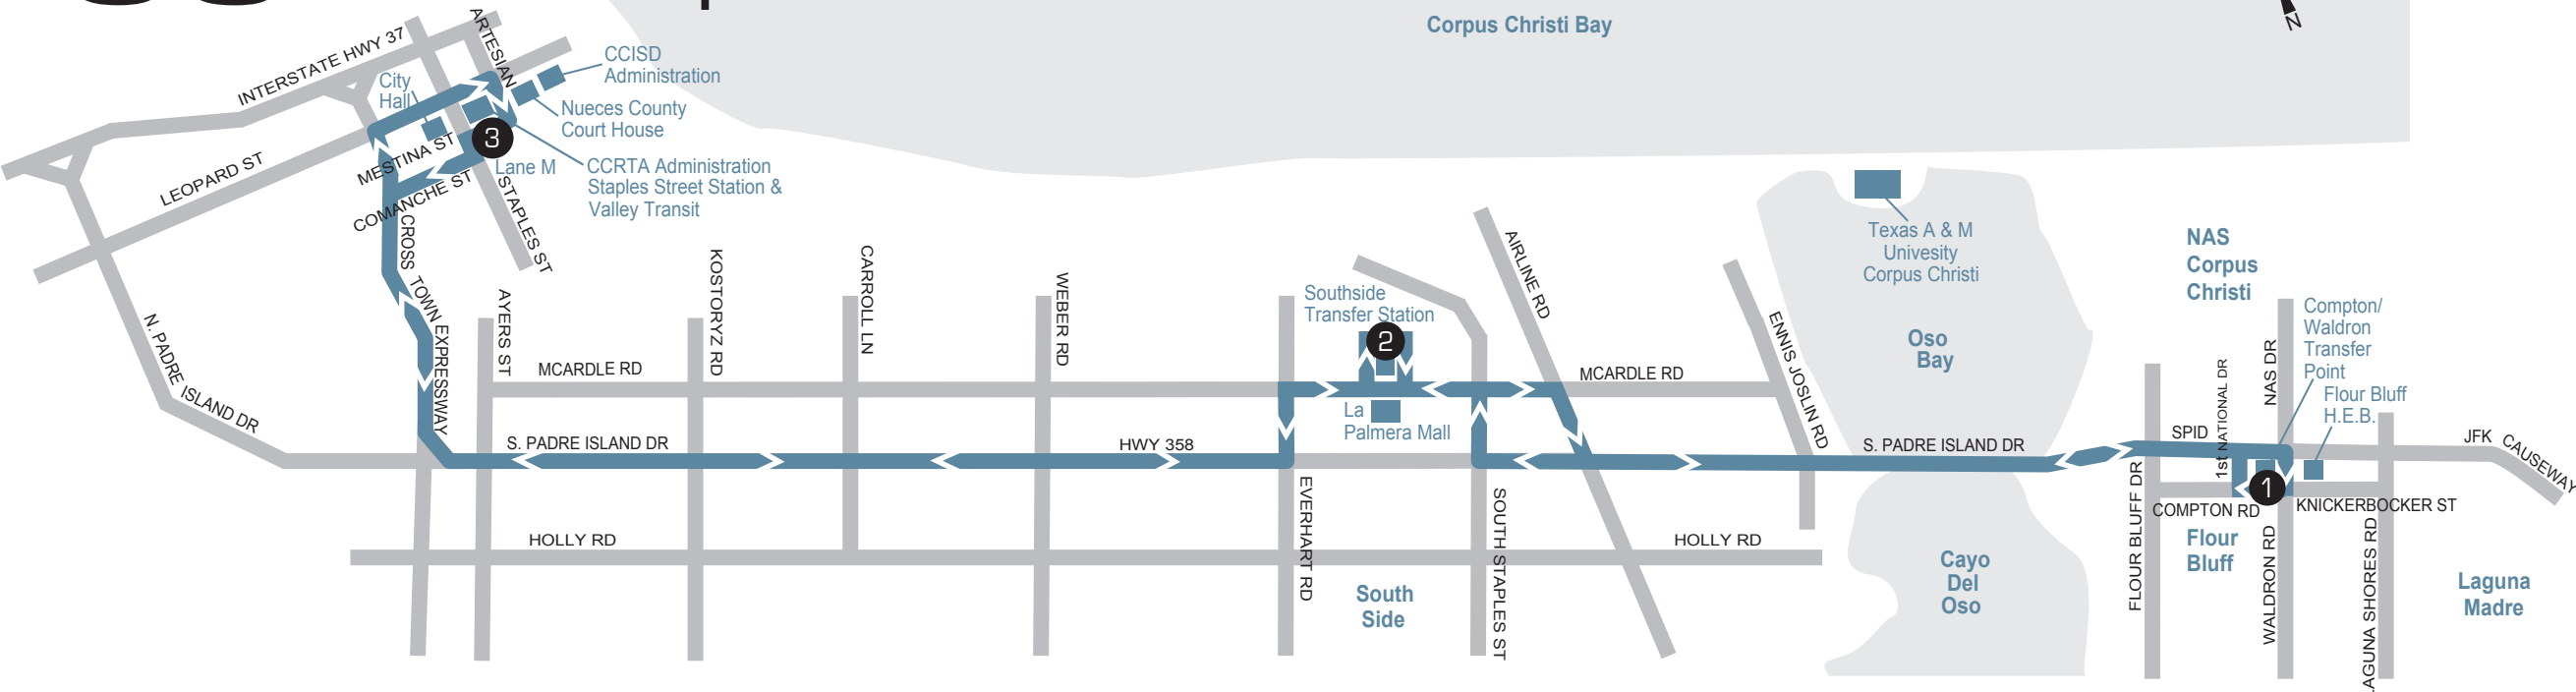 Corpus Christi Bay
N
INTERSTATE HWY 37
ARTESIAN
CCISD
Administration
City
Hall
Nueces County
Court House
LEOPARD ST
MESTINA ST
3
Lane M
COMANCHE ST
CCRTA Administration
Staples Street Station &
Valley Transit
STAPLES ST
CROSS TOWN EXPRESSWAY
N. PADRE ISLAND DR
AYERS ST
KOSTORYZ RD
CARROLL LN
WEBER RD
MCARDLE RD
Southside
Transfer Station
2
La
Palmera Mall
AIRLINE RD
MCARDLE RD
ENNIS JOSLIN RD
Texas A & M
Univesity
Corpus Christi
Oso
Bay
NAS
Corpus
Christi
Compton/
Waldron
Transfer
Point
Flour Bluff
H.E.B.
NAS DR
1st NATIONAL DR
SPID
JFK CAUSEWAY
S. PADRE ISLAND DR
HWY 358
S. PADRE ISLAND DR
1
COMPTON RD
KNICKERBOCKER ST
HOLLY RD
EVERHART RD
SOUTH STAPLES ST
HOLLY RD
South
Side
Cayo
Del
Oso
FLOUR BLUFF DR
Flour
Bluff
WALDRON RD
LAGUNA SHORES RD
Laguna
Madre